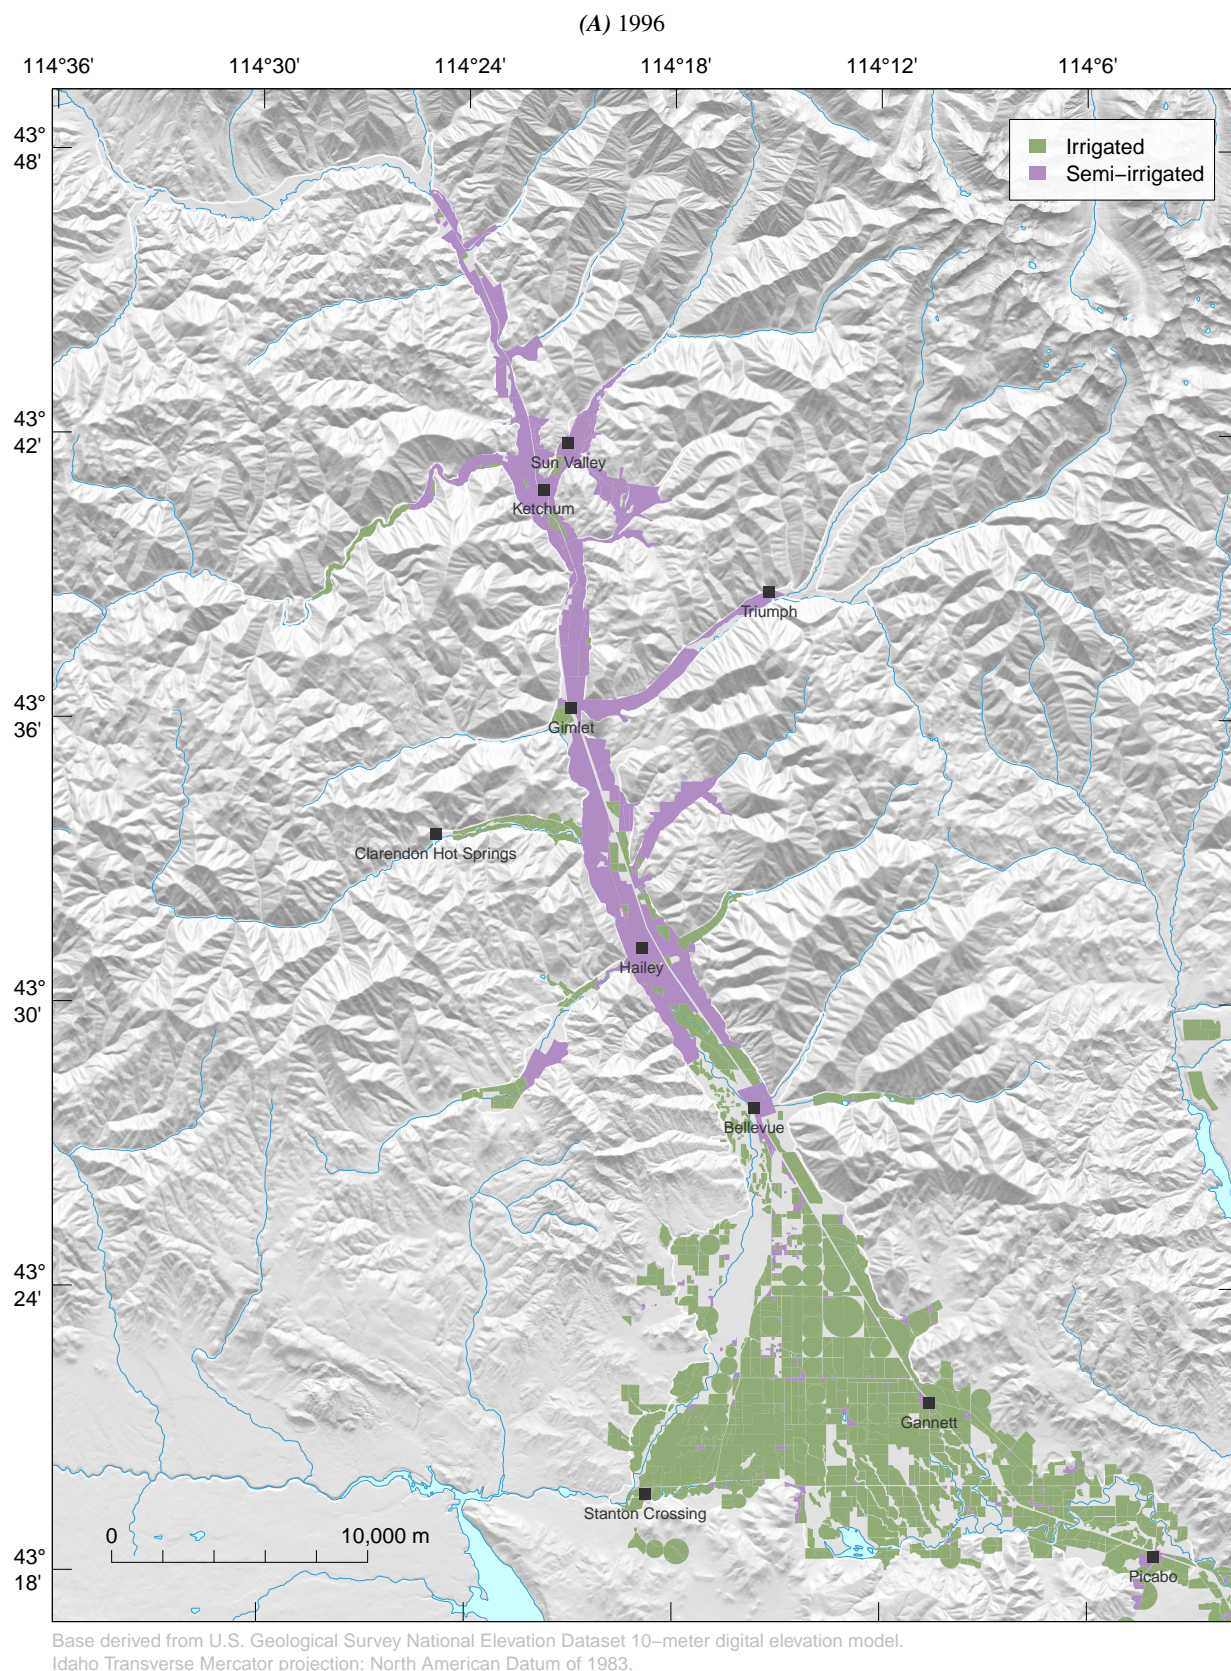 (A) 1996
114°36' 114°30' 114°24' 114°18' 114°12' 114°6'
43°
48'
Irrigated
Semi−irrigated
43°
42'
Sun Valley
Ketchum
Triumph
43°
36'
Gimlet
Clarendon Hot Springs
Hailey
43°
30'
Bellevue
43°
24'
Gannett
Stanton Crossing
0 10,000 m
43°
18'
Picabo
Base derived from U.S. Geological Survey National Elevation Dataset 10−meter digital elevation model.
Idaho Transverse Mercator projection; North American Datum of 1983.